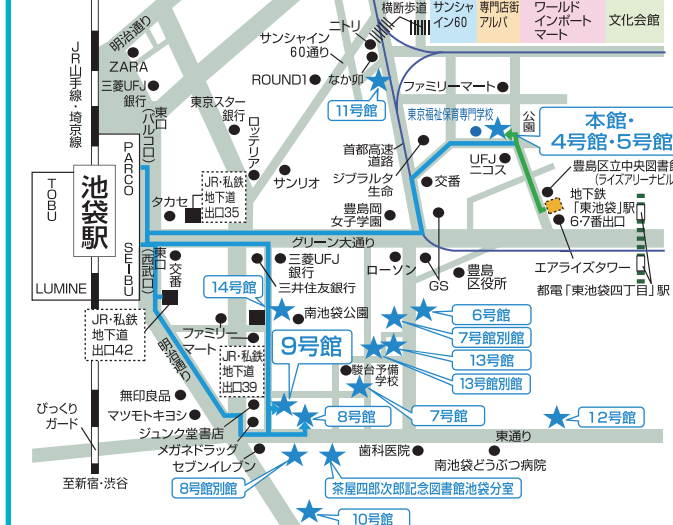 横断歩道
サンシャイン60
専門店街アルパ
ワールドインポートマート
文化会館
ニトリ
サンシャイン
60通り
明治通り
ZARA
三菱UFJ
銀行
ROUND1
なか卯
11号館
ファミリーマート
JR山手線・埼京線
東口
(パルコ口)
東京スター
銀行
ロッテリア
東京福祉保育専門学校
公園
本館・
4号館・5号館
首都高速
道路
UFJ
ニコス
豊島区立中央図書館
(ライズアリーナビル
PARCO
TOBU
池袋駅
JR・私鉄
地下道
出口35
タカセ
サンリオ
ジブラルタ
生命
交番
地下鉄
「東池袋」駅
6・7番出口
豊島岡
女子学園
グリーン大通り
SEIBU
LUMINE
東口
(西武口)
交番
三菱UFJ
銀行
三井住友銀行
ローソン
GS
豊島
区役所
エアライズタワー
都電「東池袋四丁目」駅
14号館
南池袋公園
6号館
7号館別館
13号館
13号館別館
JR・私鉄
地下道
出口42
ファミリー
マート
JR・私鉄
地下道
出口39
9号館
駿台予備
学校
明治通り
無印良品
マツモトキヨシ
ジュンク堂書店
メガネドラッグ
セブンイレブン
8号館
7号館
12号館
東通り
びっくり
ガード
至新宿・渋谷
歯科医院
南池袋どうぶつ病院
8号館別館
茶屋四郎次郎記念図書館池袋分室
10号館